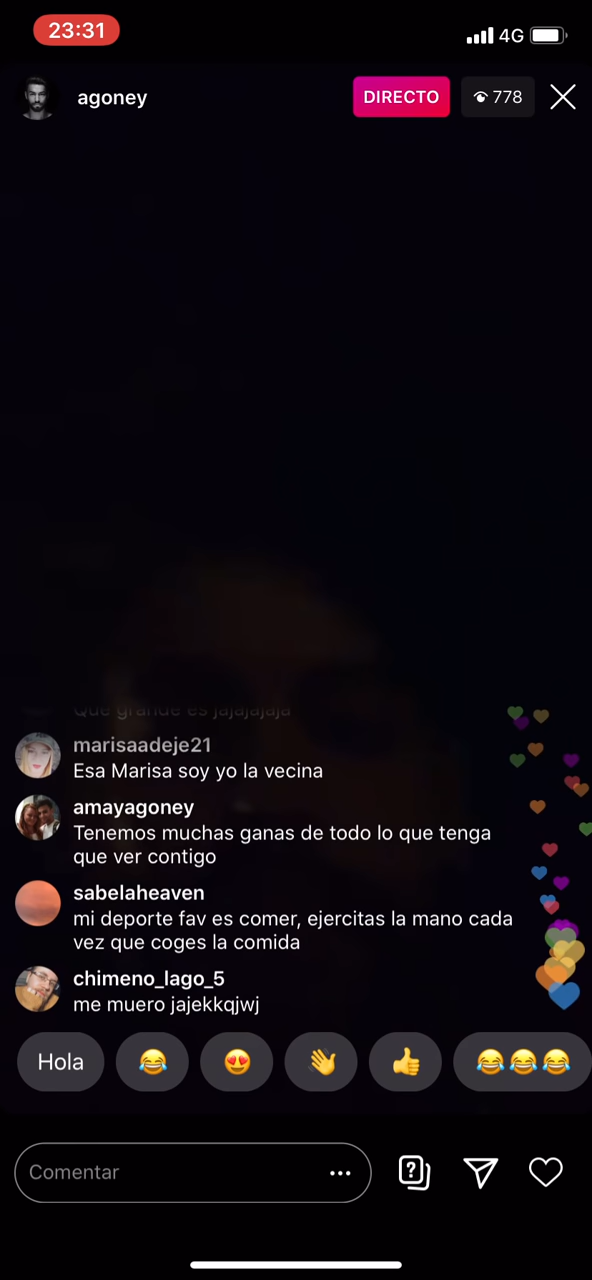 23:31
4G
agoney
DIRECTO
778
Que grande es jajajajaja
marisaadeje21
Esa Marisa soy yo la vecina
amayagoney
Tenemos muchas ganas de todo lo que tenga
que ver contigo
sabelaheaven
mi deporte fav es comer, ejercitas la mano cada
vez que coges la comida
chimeno_lago_5
me muero jajekkqjwj
Hola
Comentar